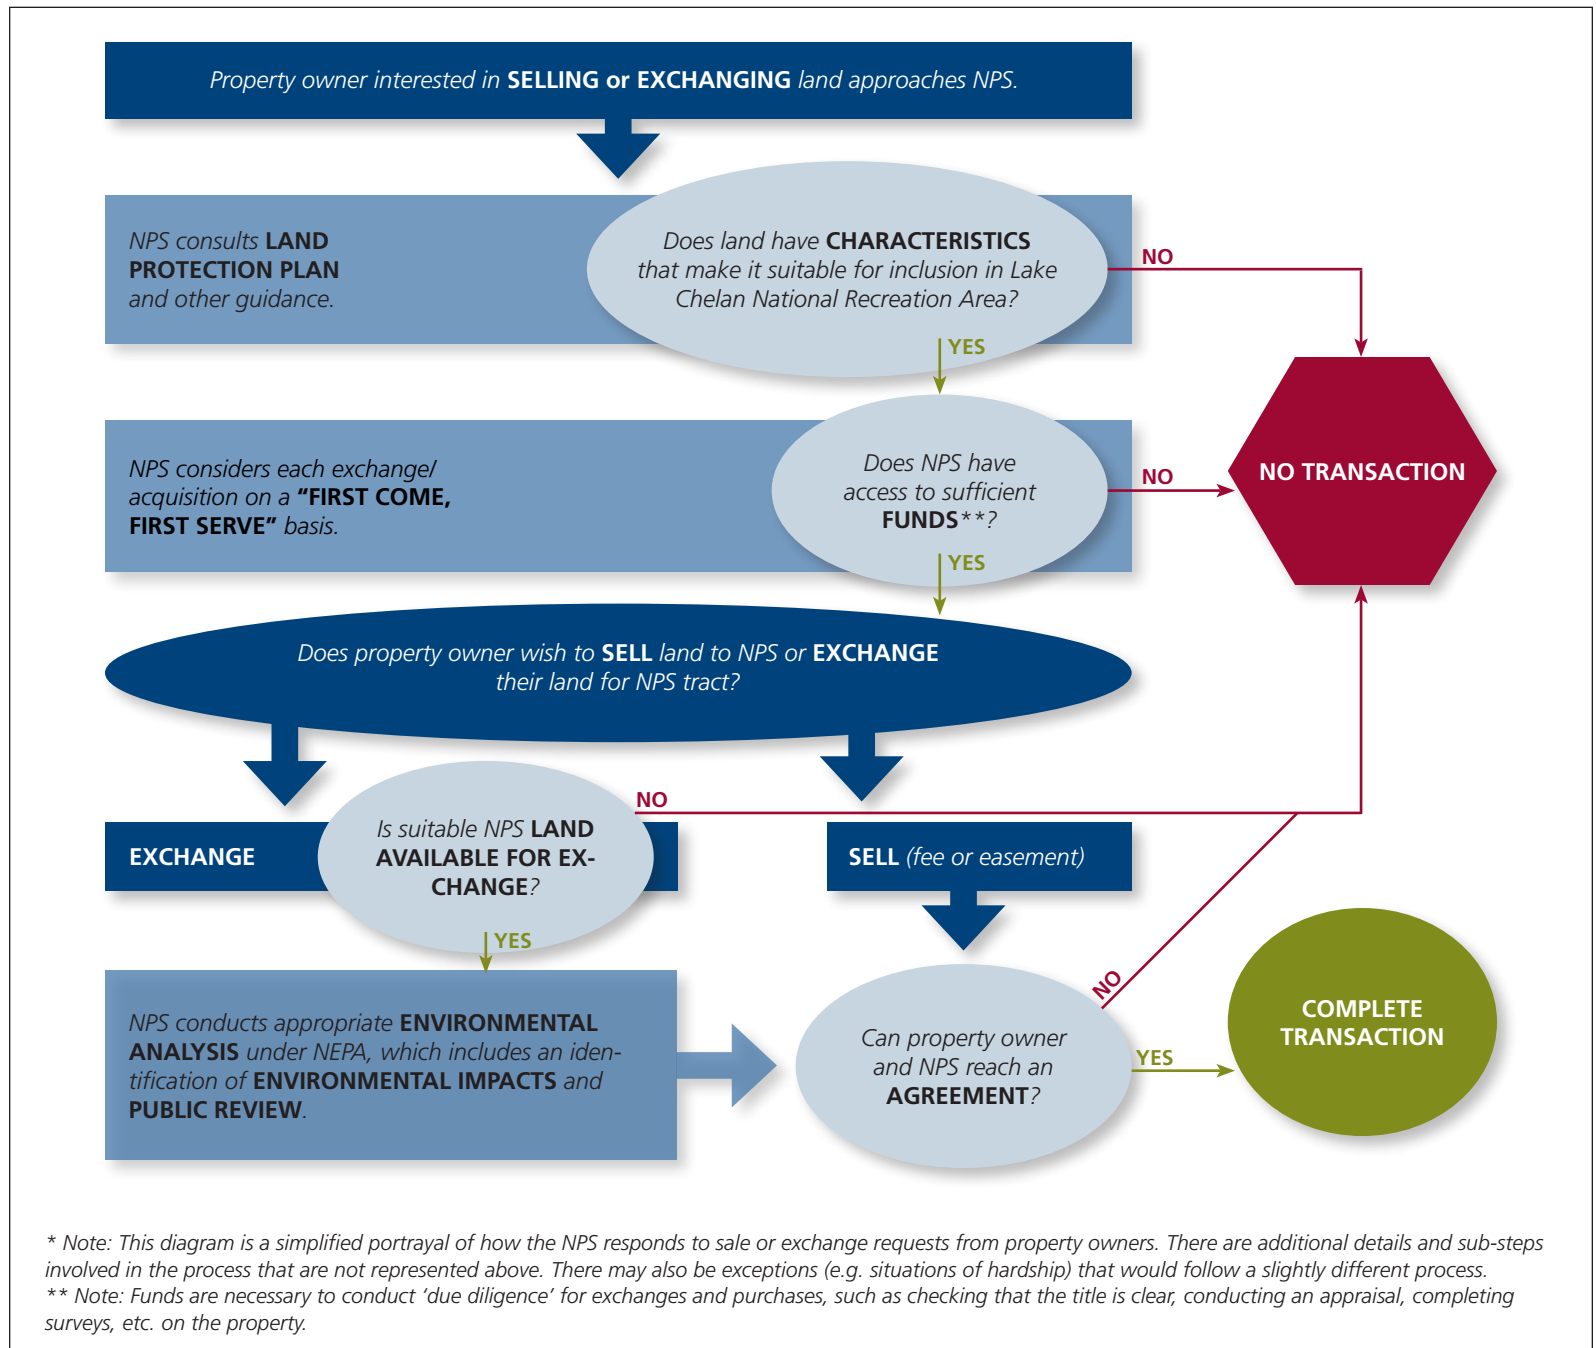 Property owner interested in SELLING or EXCHANGING land approaches NPS.
NPS consults LAND
PROTECTION PLAN
and other guidance.
Does land have CHARACTERISTICS
that make it suitable for inclusion in Lake
Chelan National Recreation Area?
NO
YES
NPS considers each exchange/
acquisition on a “FIRST COME,
FIRST SERVE” basis.
Does NPS have
access to sufficient
FUNDS**?
NO
NO TRANSACTION
YES
Does property owner wish to SELL land to NPS or EXCHANGE
their land for NPS tract?
EXCHANGE
Is suitable NPS LAND
AVAILABLE FOR EX-
CHANGE?
NO
SELL (fee or easement)
YES
NPS conducts appropriate ENVIRONMENTAL
ANALYSIS under NEPA, which includes an iden-
tification of ENVIRONMENTAL IMPACTS and
PUBLIC REVIEW.
Can property owner
and NPS reach an
AGREEMENT?
NO
YES
COMPLETE
TRANSACTION
* Note: This diagram is a simplified portrayal of how the NPS responds to sale or exchange requests from property owners. There are additional details and sub-steps
involved in the process that are not represented above. There may also be exceptions (e.g. situations of hardship) that would follow a slightly different process.
** Note: Funds are necessary to conduct ‘due diligence’ for exchanges and purchases, such as checking that the title is clear, conducting an appraisal, completing
surveys, etc. on the property.